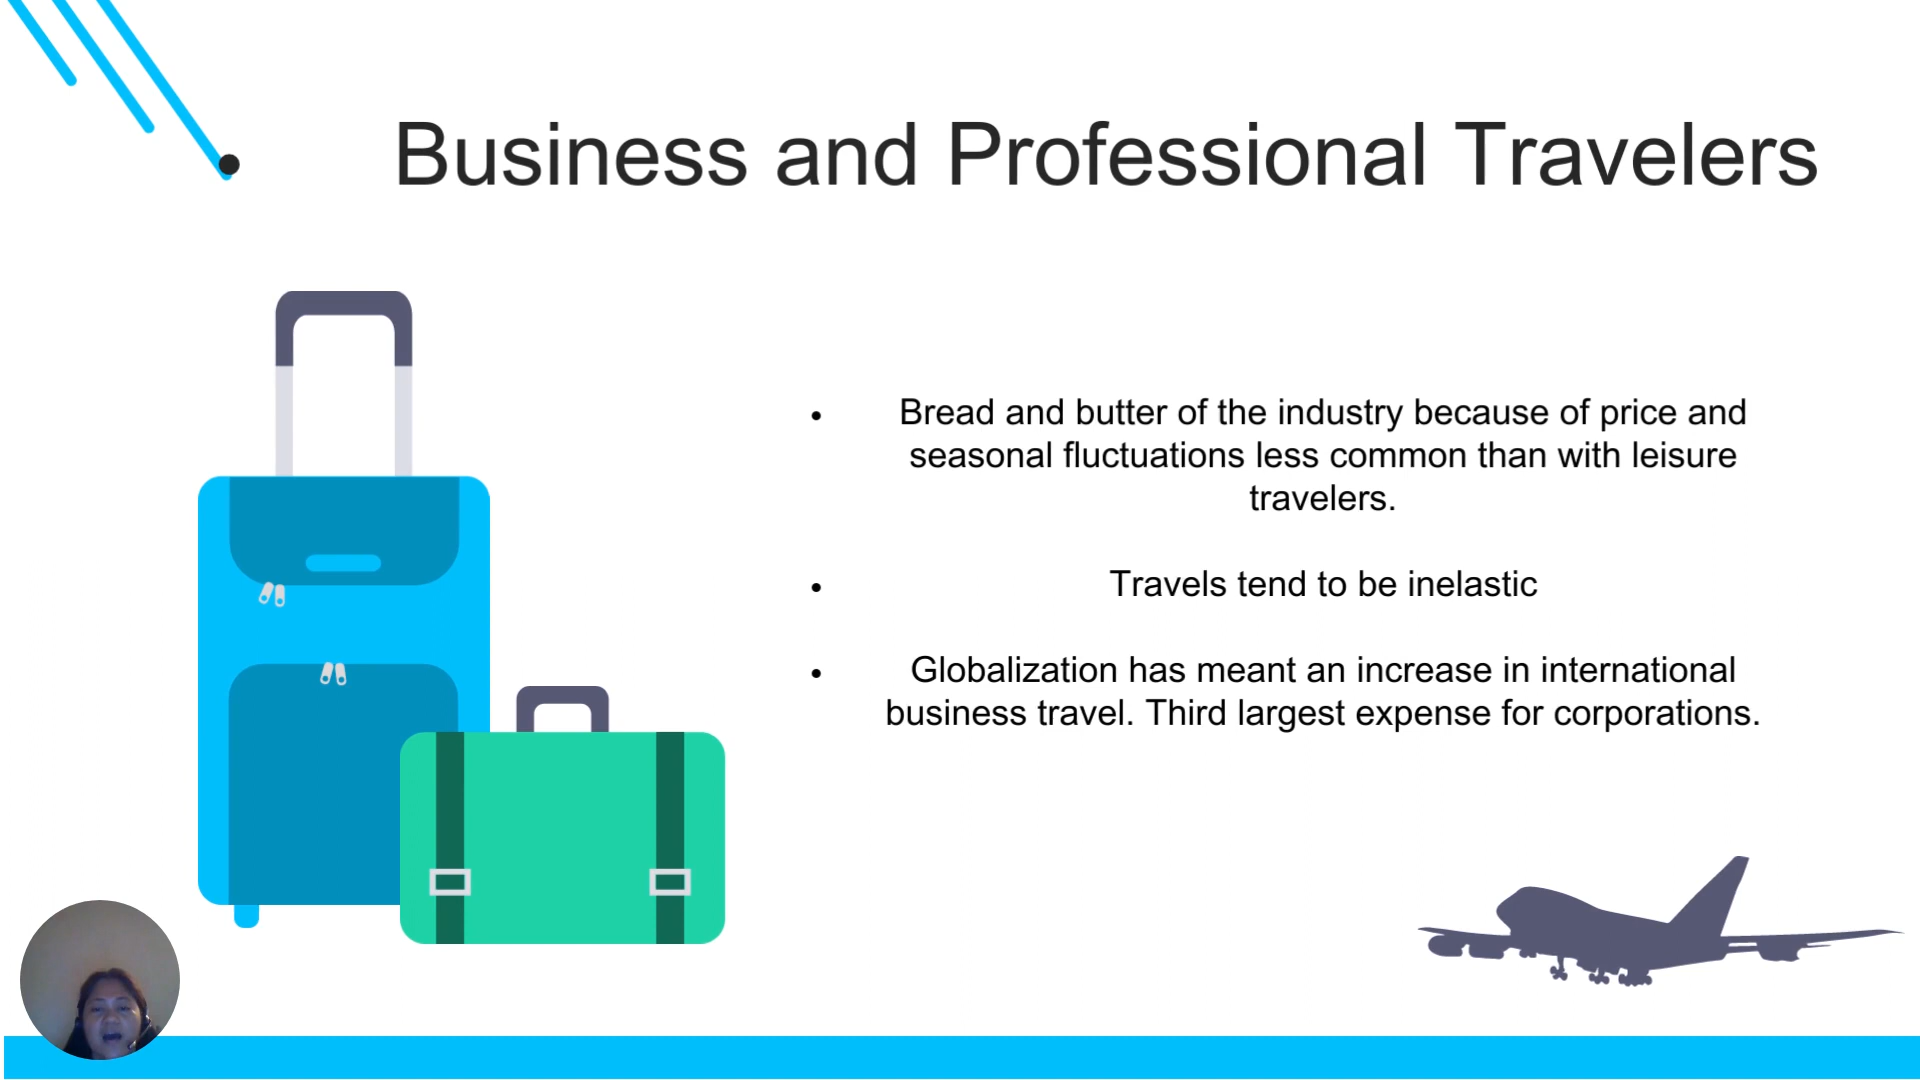 Business and Professional Travelers
• Bread and butter of the industry because of price and
seasonal fluctuations less common than with leisure
travelers.
• Travels tend to be inelastic
• Globalization has meant an increase in international
business travel. Third largest expense for corporations.